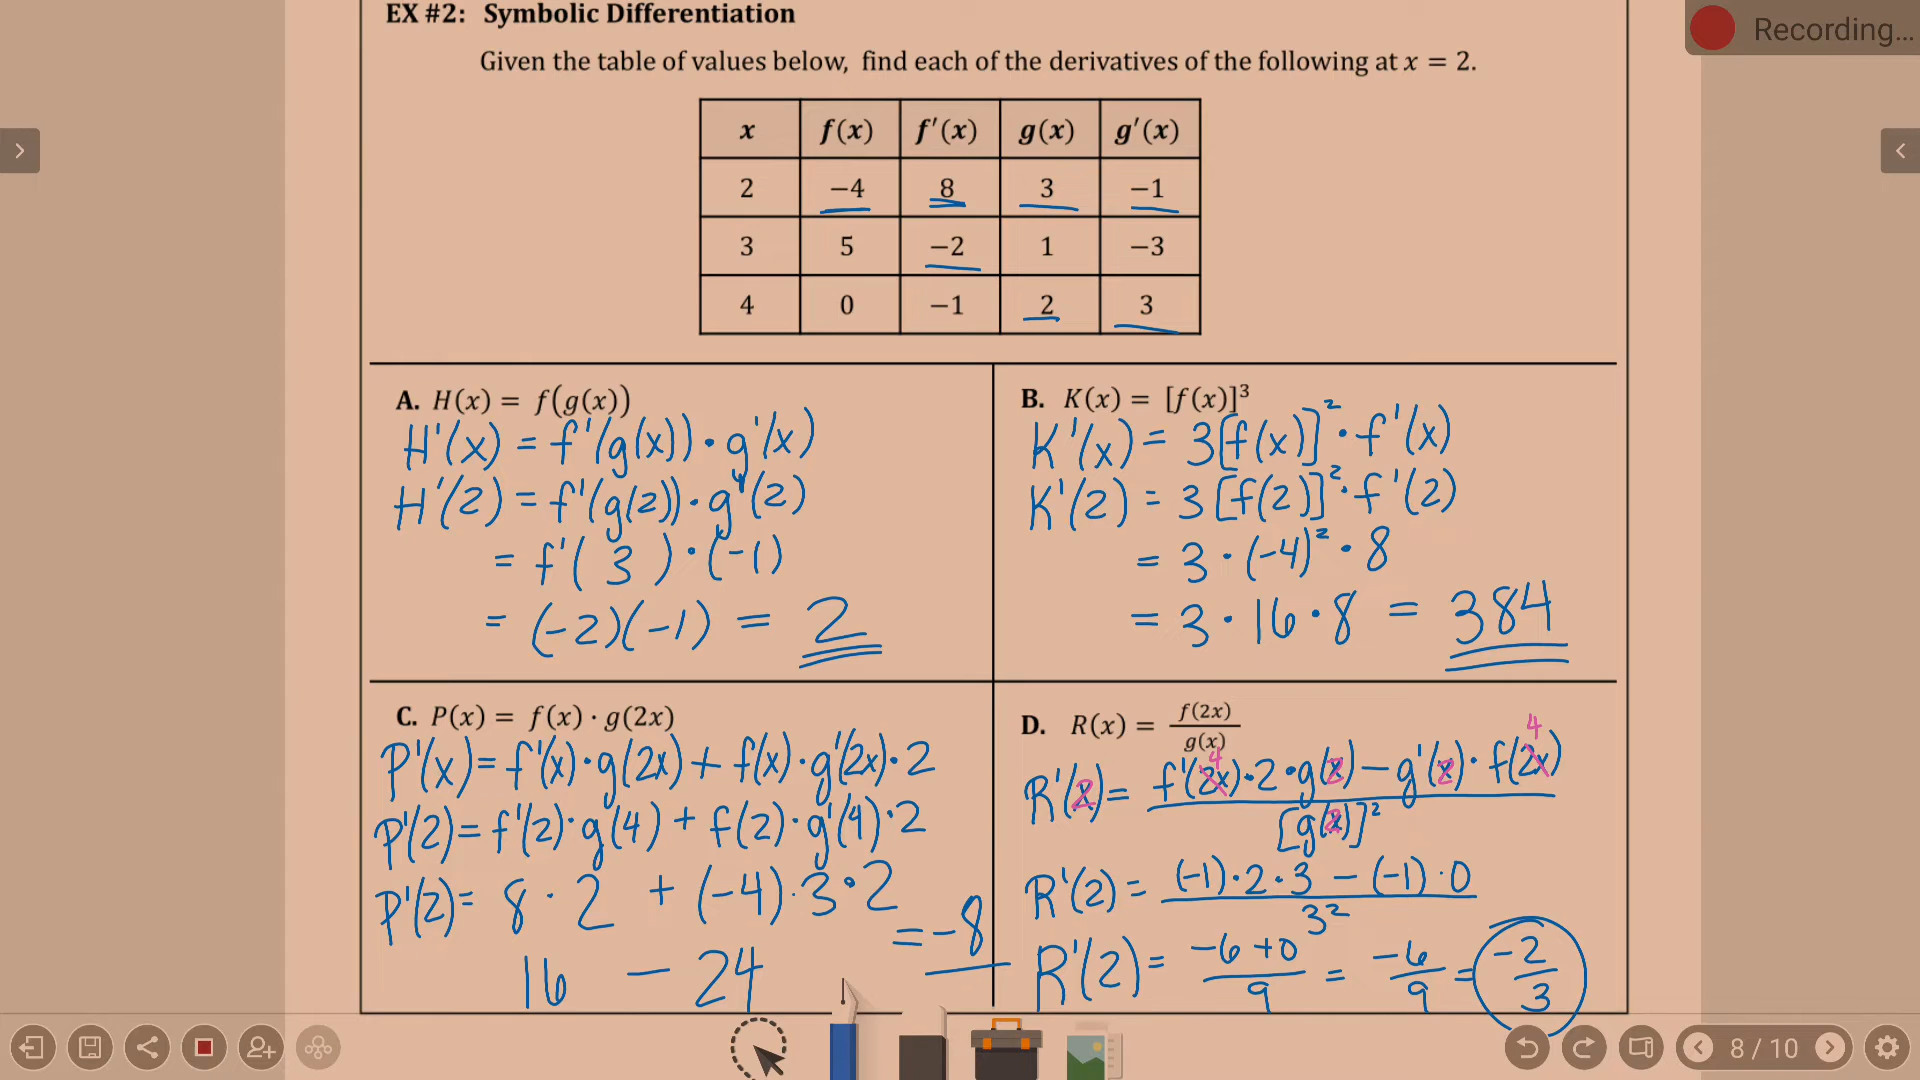 EX #2: Symbolic Differentiation
Recording...
Given the table of values below, find each of the derivatives of the following at x = 2.
x f(x) f′(x) g(x) g′(x)
2 −4 8 3 −1
3 5 −2 1 −3
4 0 −1 2 3
A. H(x) = f(g(x))
H'(x) = f'(g(x)) · g'(x)
H'(2) = f'(g(2)) · g'(2)
= f'( 3 ) · (-1)
= (-2)(-1) = 2
B. K(x) = [f(x)]³
K'(x) = 3[f(x)]² · f'(x)
K'(2) = 3[f(2)]² · f'(2)
= 3 · (-4)² · 8
= 3 · 16 · 8 = 384
C. P(x) = f(x) · g(2x)
P'(x) = f'(x) · g(2x) + f(x) · g'(2x) · 2
P'(2) = f'(2) · g(4) + f(2) · g'(4) · 2
P'(2) = 8 · 2 + (-4) · 3 · 2
= -8
16 - 24
D. R(x) = f(2x)
g(x)
4 4
R'(2) = f'(2x) · 2 · g(2) - g'(2) · f(2x)
[g(2)]²
R'(2) = (-1) · 2 · 3 - (-1) · 0
3²
R'(2) = -6 + 0 = -6 = -2
9 9 3
8 / 10